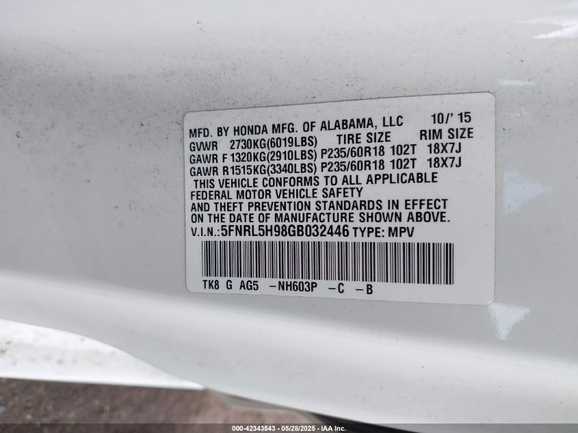 MFD. BY HONDA MFG. OF ALABAMA, LLC 10/'15
GVWR 2730KG(6019LBS) TIRE SIZE RIM SIZE
GAWR F 1320KG(2910LBS) P235/60R18 102T 18X7J
GAWR R1515KG(3340LBS) P235/60R18 102T 18X7J
THIS VEHICLE CONFORMS TO ALL APPLICABLE
FEDERAL MOTOR VEHICLE SAFETY
AND THEFT PREVENTION STANDARDS IN EFFECT
ON THE DATE OF MANUFACTURE SHOWN ABOVE.
V.I.N.: 5FNRL5H98GB032446 TYPE: MPV
TK8 G AG5 -NH603P -C -B
000-42343543 - 05/28/2025 - IAA Inc.